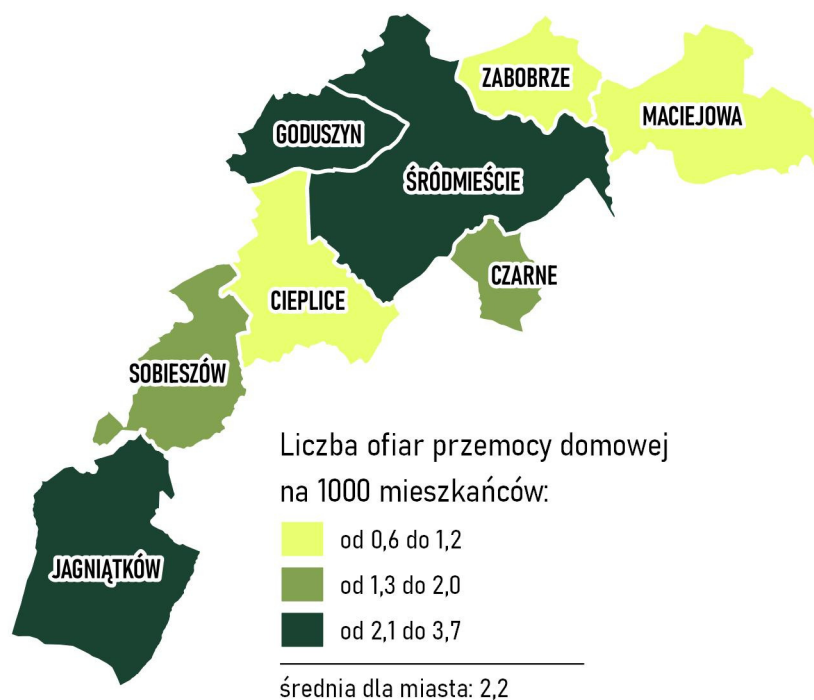 ZABOBRZE
MACIEJOWA
GODUSZYN
ŚRÓDMIEŚCIE
CZARNE
CIEPLICE
SOBIESZÓW
JAGNIĄTKÓW
Liczba ofiar przemocy domowej
na 1000 mieszkańców:
od 0,6 do 1,2
od 1,3 do 2,0
od 2,1 do 3,7
średnia dla miasta: 2,2